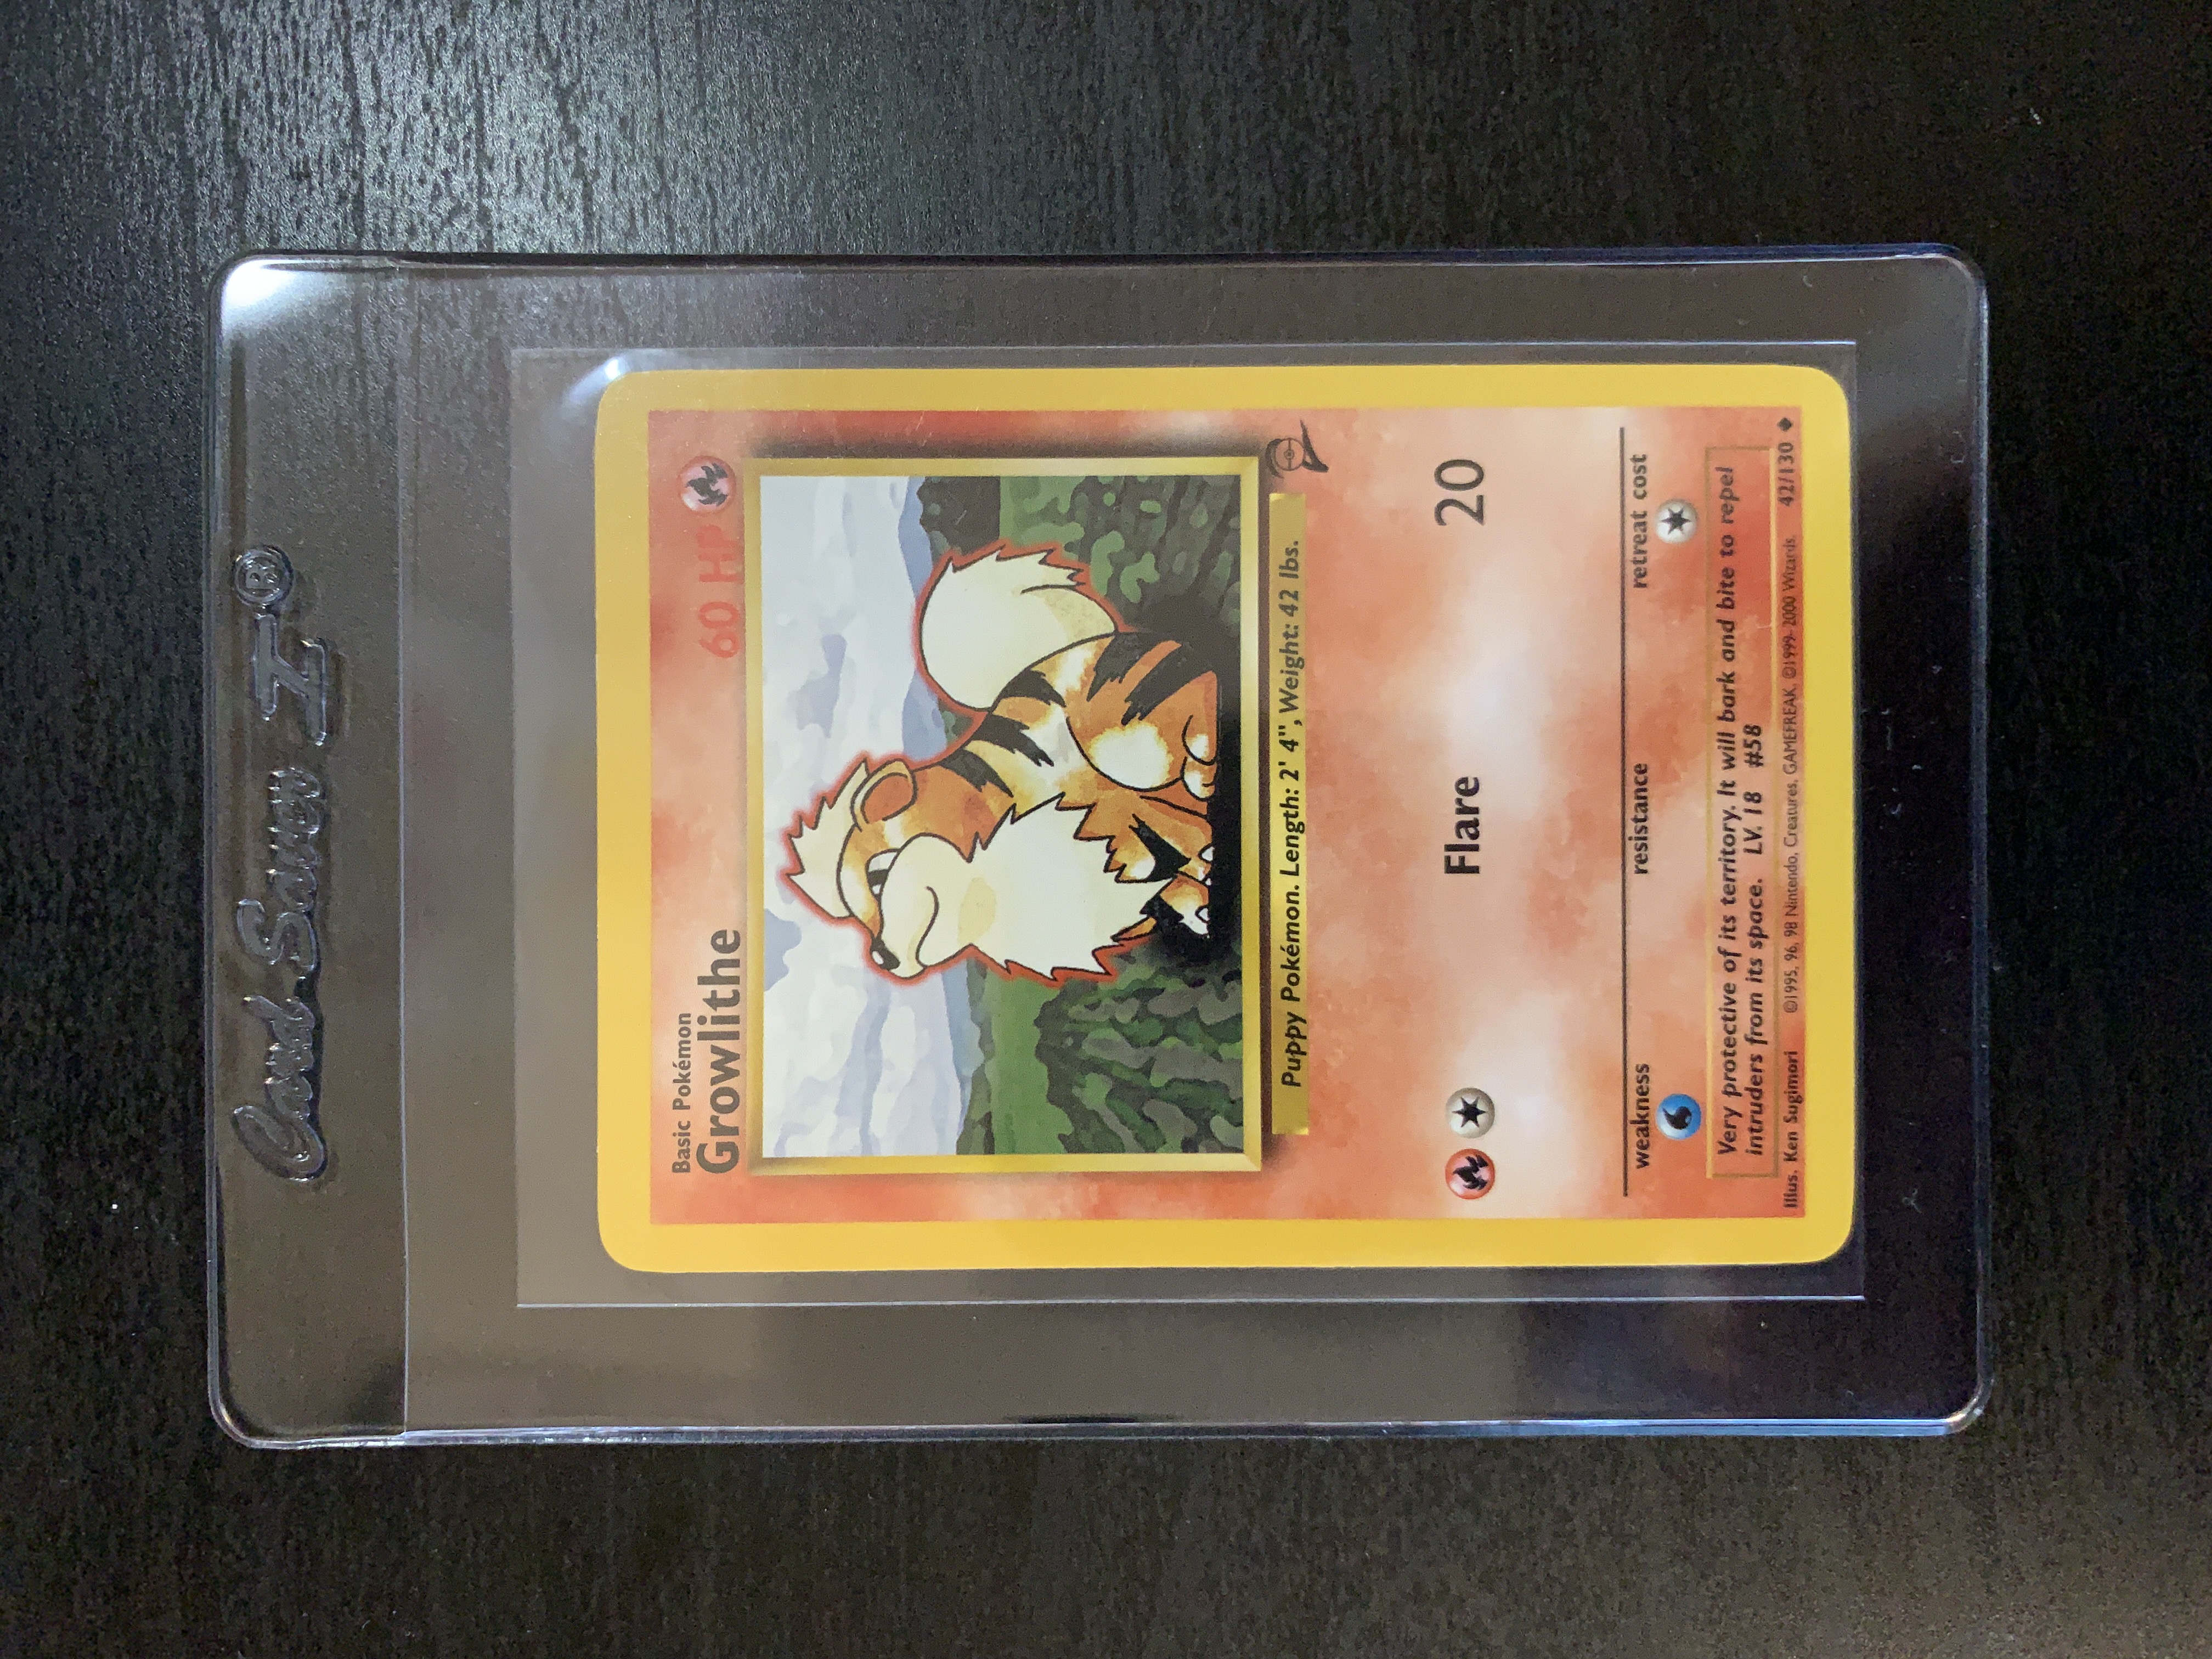 Card Saver I®
Basic Pokémon
Growlithe
60 HP
Puppy Pokémon. Length: 2' 4", Weight: 42 lbs.
Flare
20
weakness
resistance
retreat cost
Very protective of its territory. It will bark and bite to repel
intruders from its space. LV. 18 #58
Illus. Ken Sugimori ©1995, 96, 98 Nintendo, Creatures, GAMEFREAK. ©1999-2000 Wizards. 42/130